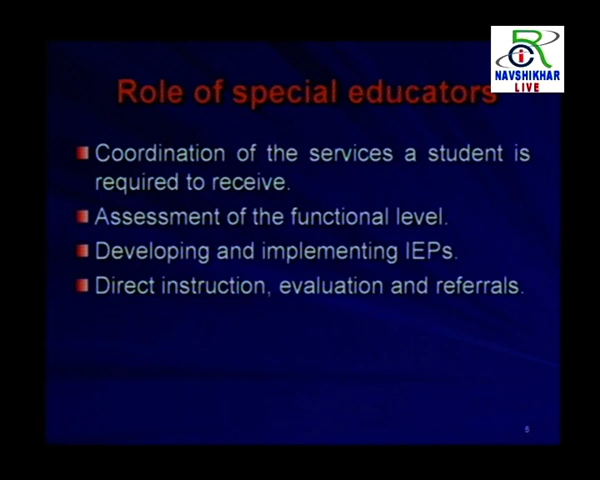 CRi
NAVSHIKHAR
LIVE
Role of special educators
Coordination of the services a student is
required to receive.
Assessment of the functional level.
Developing and implementing IEPs.
Direct instruction, evaluation and referrals.
6